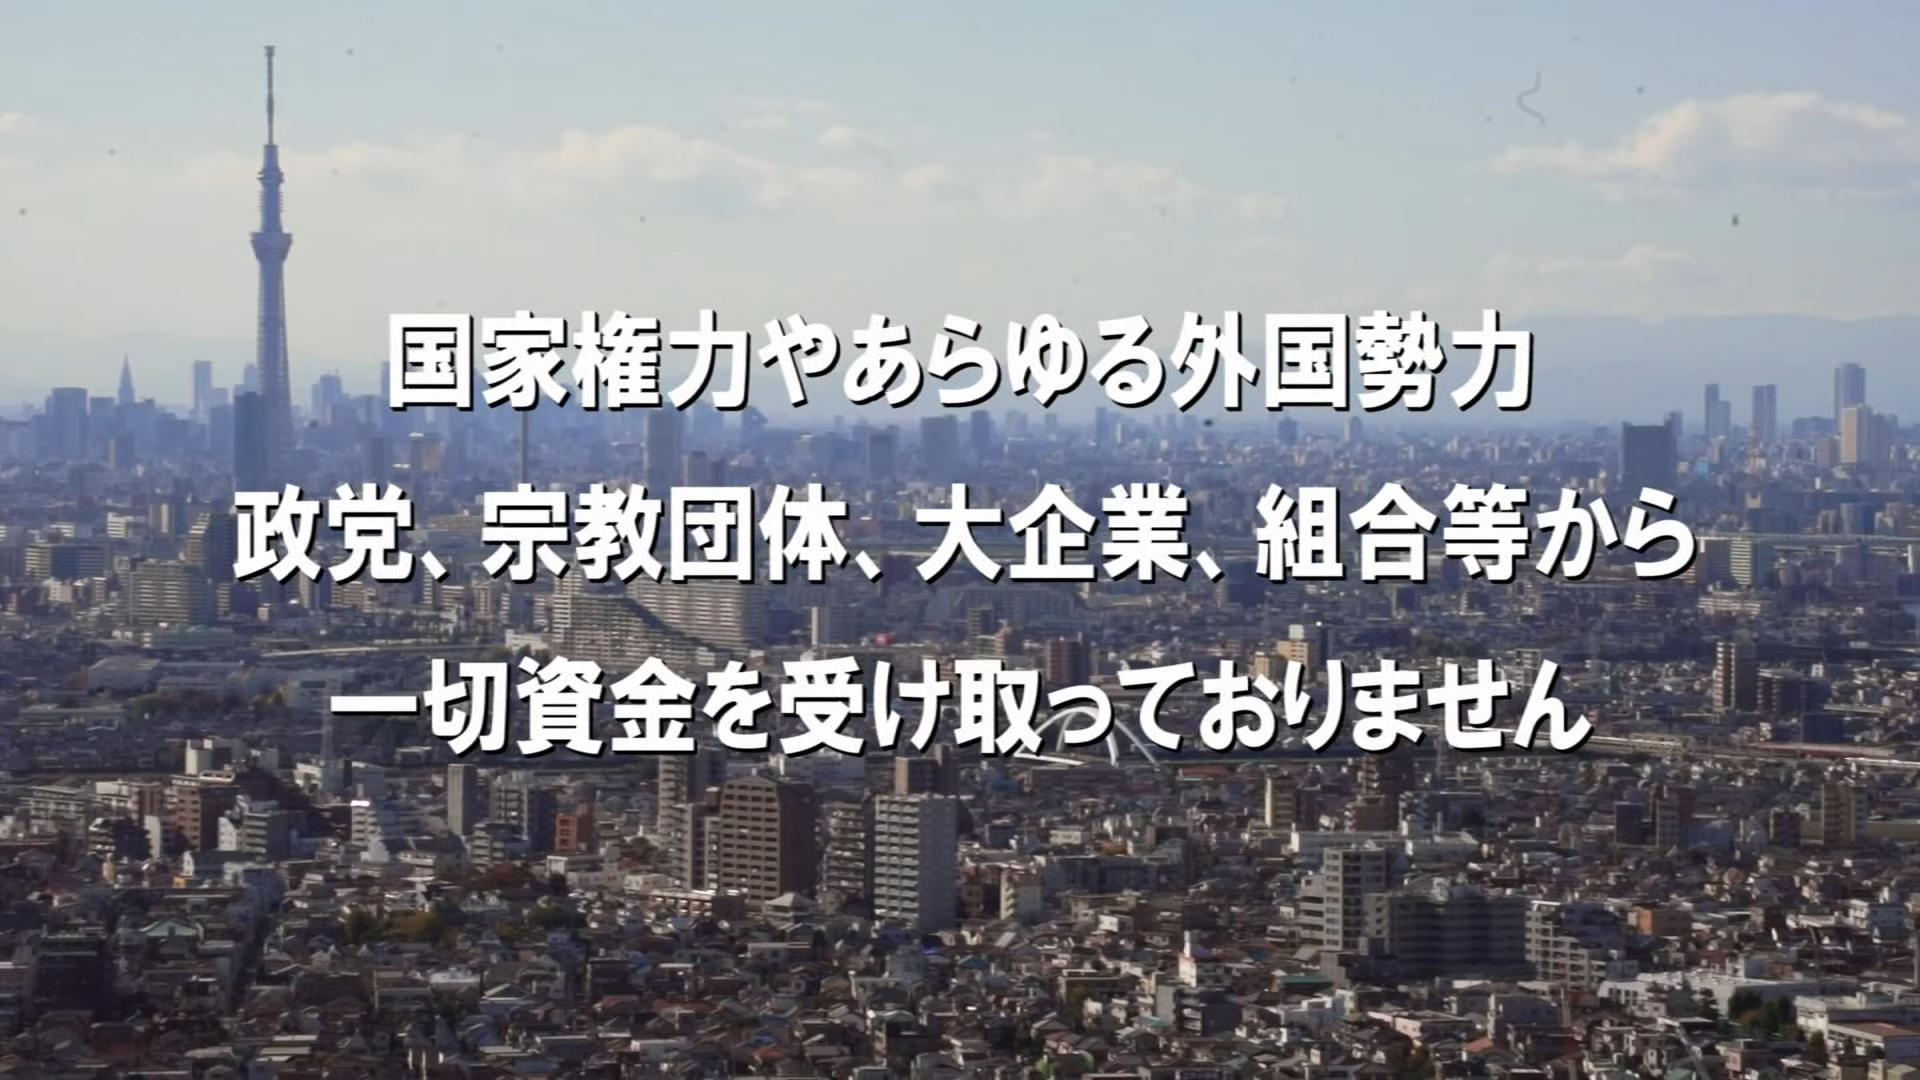 国家権力やあらゆる外国勢力
政党、宗教団体、大企業、組合等から
一切資金を受け取っておりません